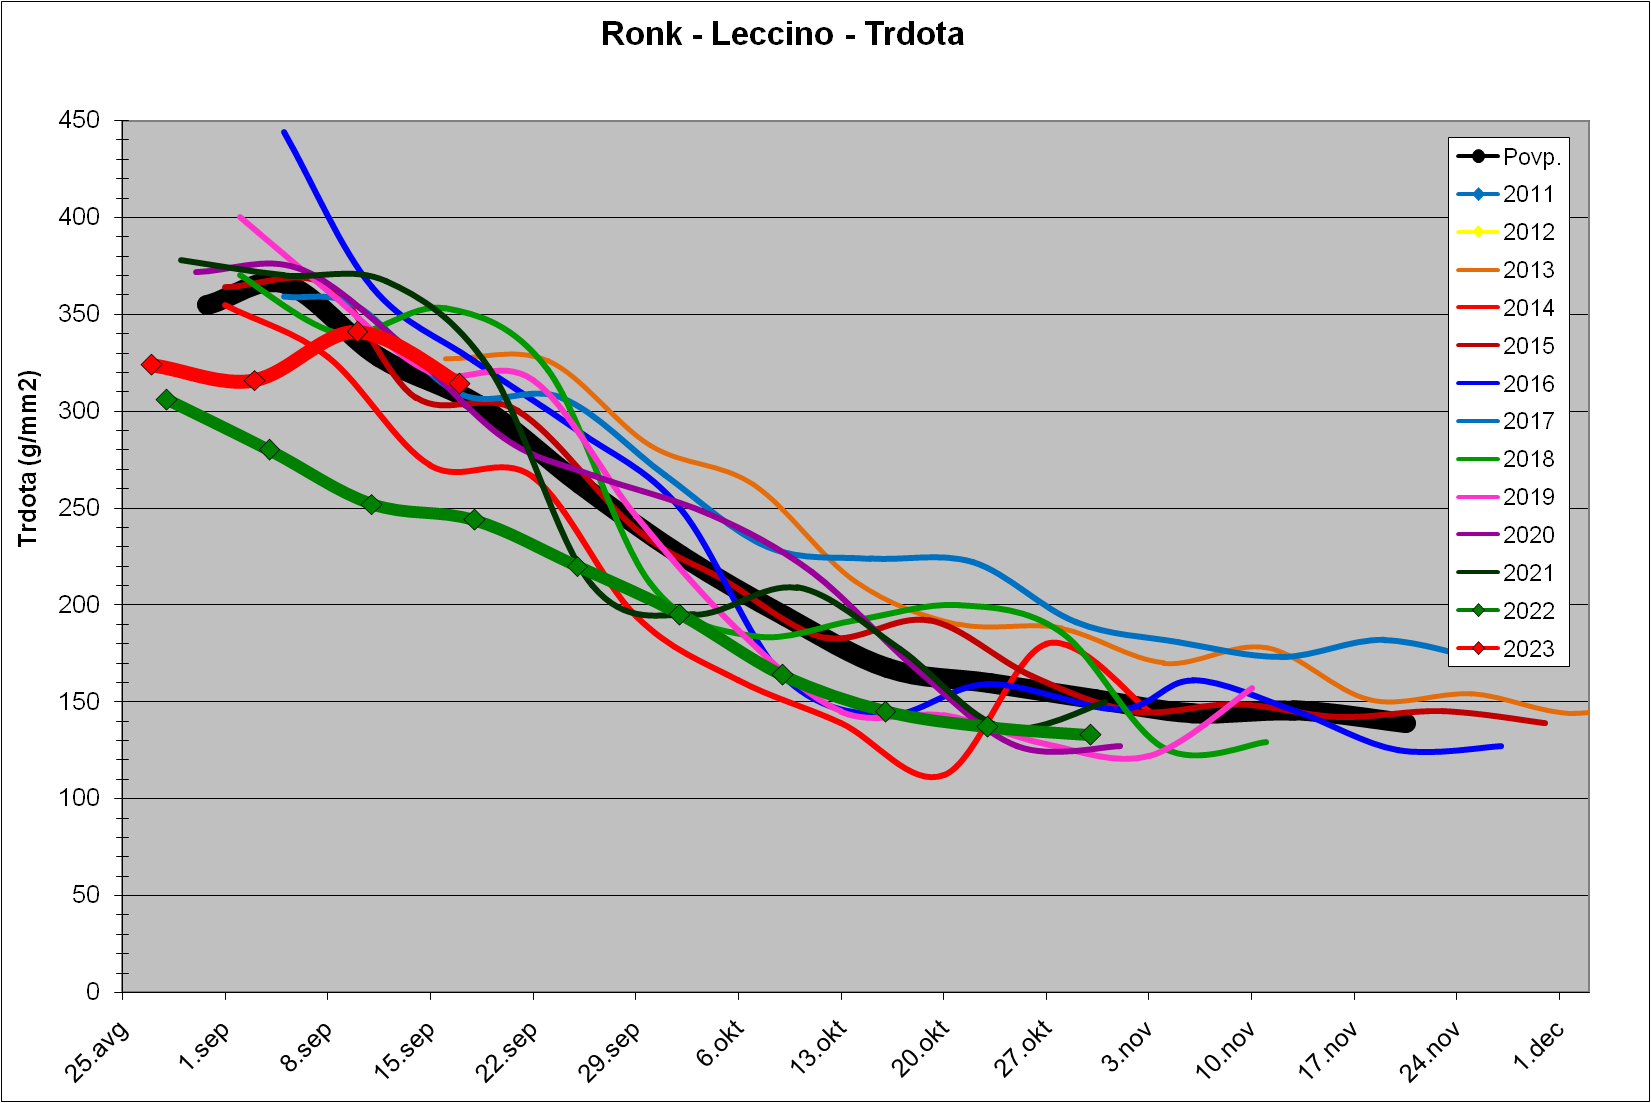 Ronk - Leccino - Trdota
Trdota (g/mm2)
450
400
350
300
250
200
150
100
50
0
25.avg
1.sep
8.sep
15.sep
22.sep
29.sep
6.okt
13.okt
20.okt
27.okt
3.nov
10.nov
17.nov
24.nov
1.dec
Povp.
2011
2012
2013
2014
2015
2016
2017
2018
2019
2020
2021
2022
2023